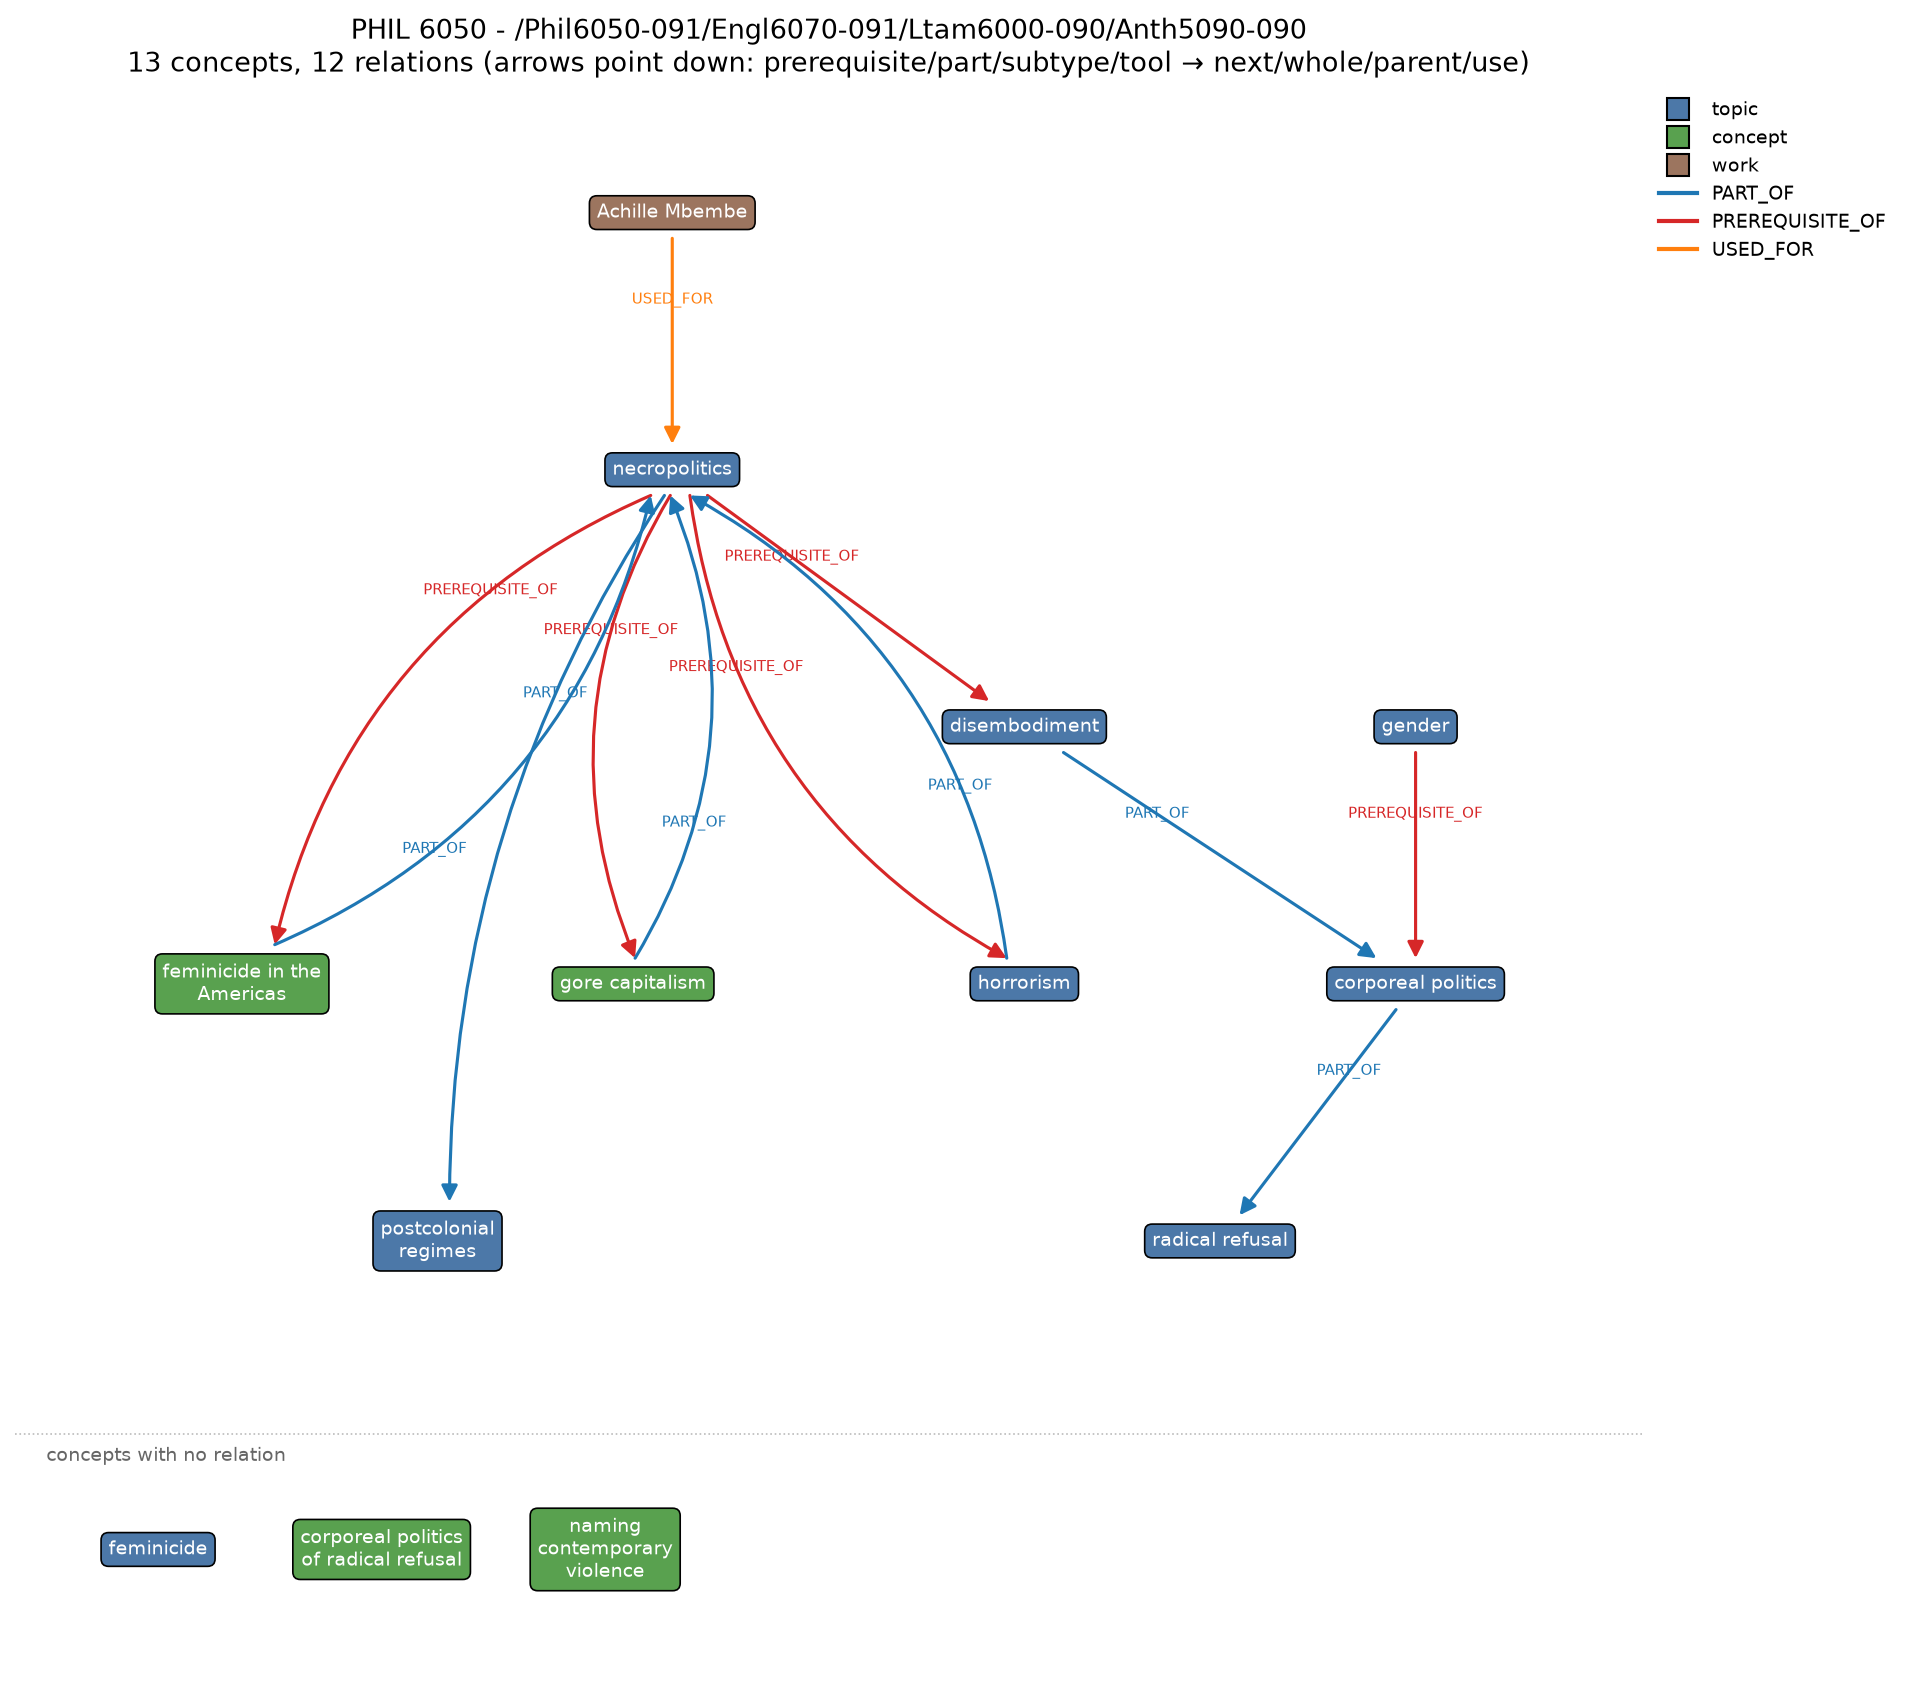 PHIL 6050 - /Phil6050-091/Engl6070-091/Ltam6000-090/Anth5090-090
13 concepts, 12 relations (arrows point down: prerequisite/part/subtype/tool → next/whole/parent/use)
topic
concept
work
PART_OF
PREREQUISITE_OF
USED_FOR
Achille Mbembe
USED_FOR
necropolitics
PREREQUISITE_OF
PREREQUISITE_OF
PREREQUISITE_OF
PREREQUISITE_OF
PART_OF
disembodiment
gender
PART_OF
PART_OF
PREREQUISITE_OF
PART_OF
PART_OF
feminicide in the
Americas
gore capitalism
horrorism
corporeal politics
PART_OF
postcolonial
regimes
radical refusal
concepts with no relation
feminicide
corporeal politics
of radical refusal
naming
contemporary
violence